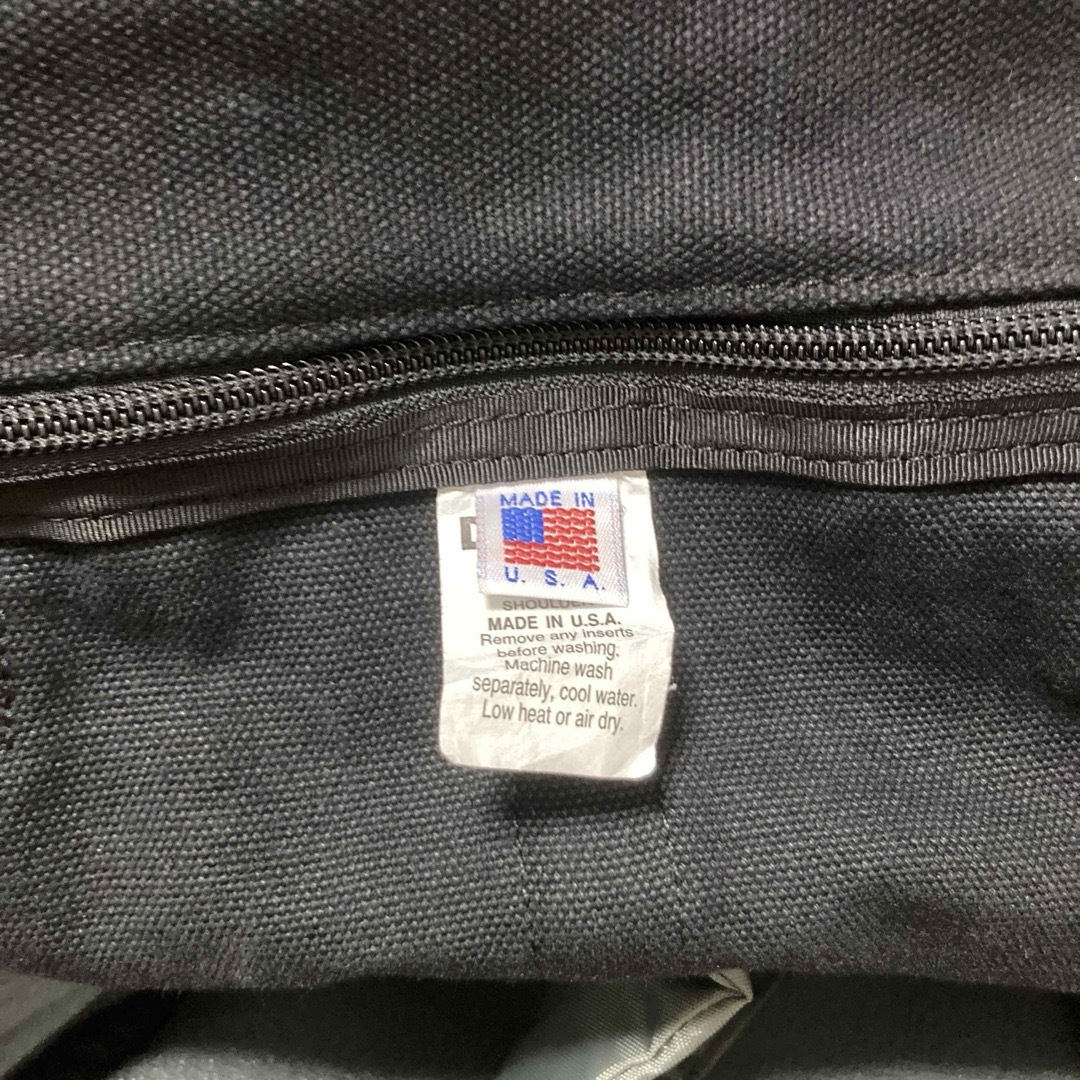 MADE IN
U. S. A.
MADE IN U.S.A.
Remove any inserts
before washing.
Machine wash
separately, cool water.
Low heat or air dry.